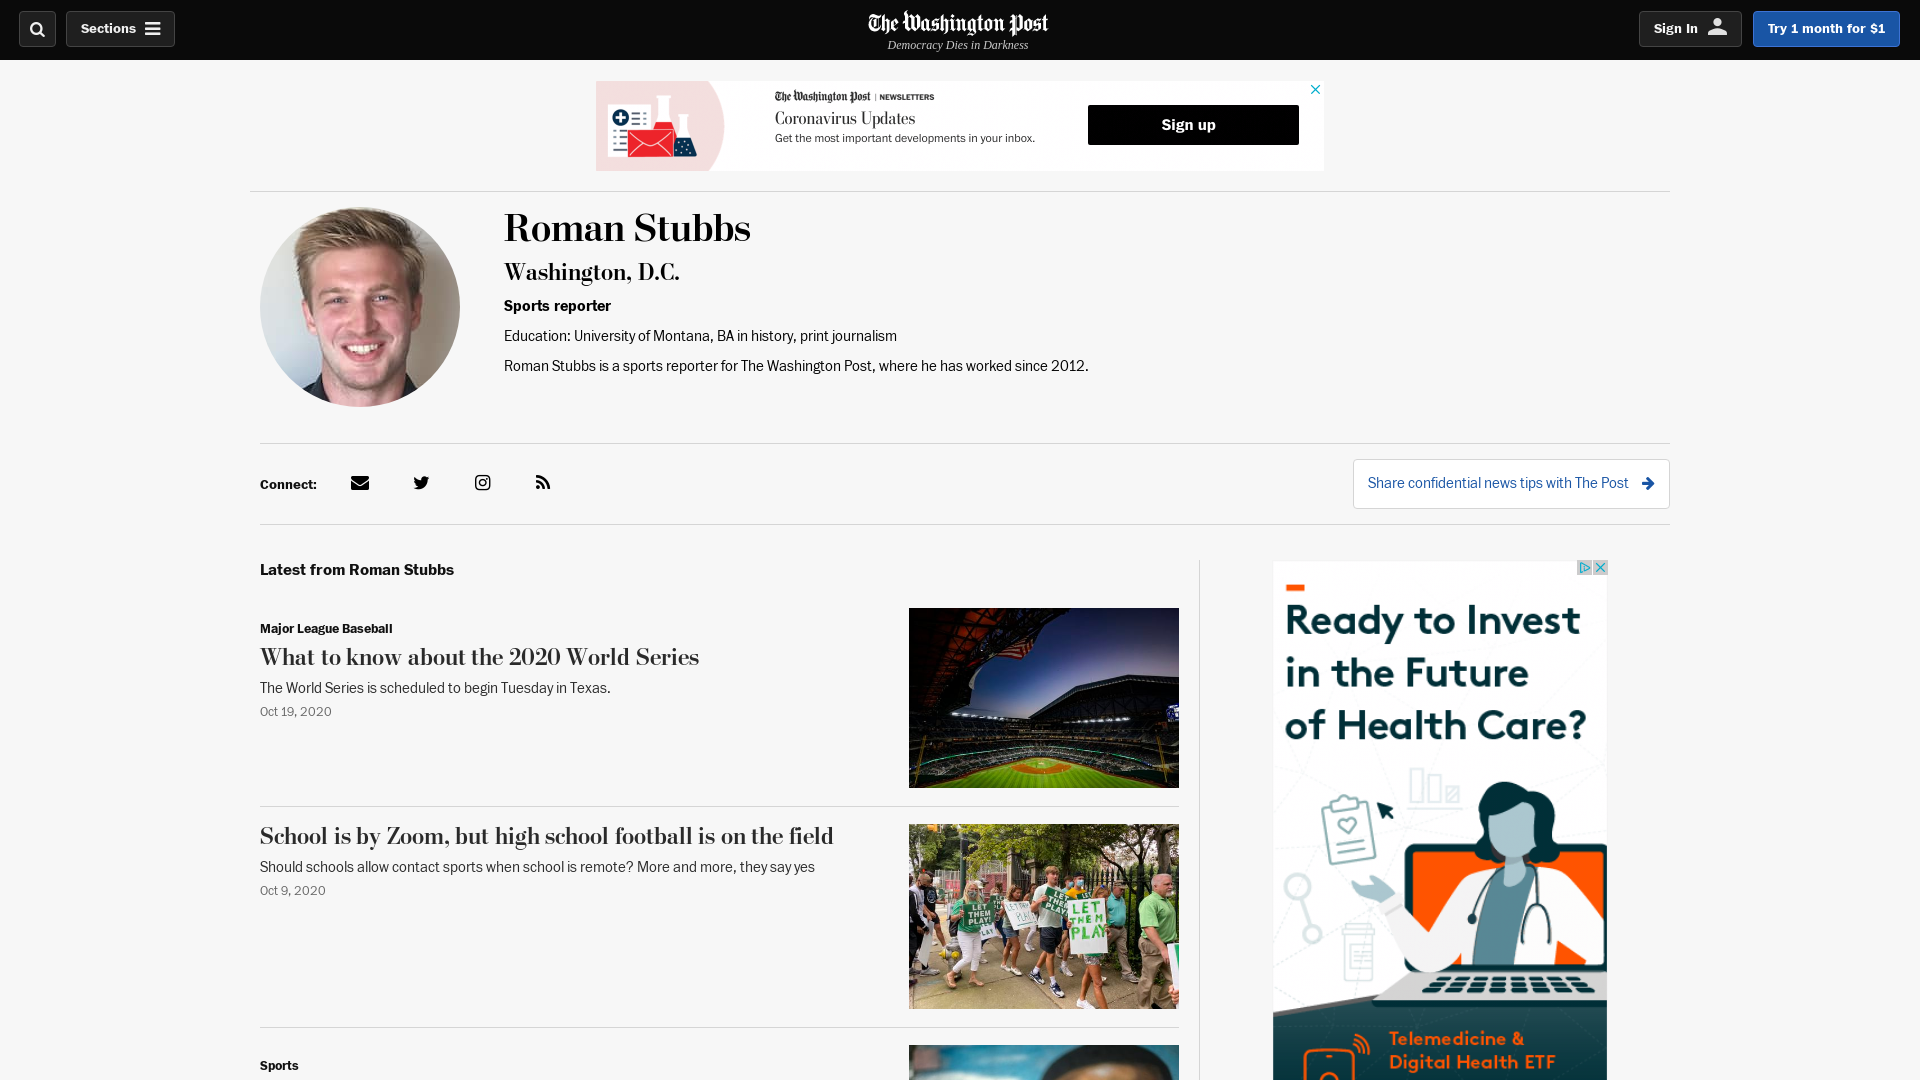 Sections
The Washington Post
Democracy Dies in Darkness
Sign In
Try 1 month for $1
The Washington Post | NEWSLETTERS
Coronavirus Updates
Get the most important developments in your inbox.
Sign up
Roman Stubbs
Washington, D.C.
Sports reporter
Education: University of Montana, BA in history, print journalism
Roman Stubbs is a sports reporter for The Washington Post, where he has worked since 2012.
Connect:
Share confidential news tips with The Post
Latest from Roman Stubbs
Major League Baseball
What to know about the 2020 World Series
The World Series is scheduled to begin Tuesday in Texas.
Oct 19, 2020
School is by Zoom, but high school football is on the field
Should schools allow contact sports when school is remote? More and more, they say yes
Oct 9, 2020
LET
THEM
PLAY!
LET
THEM
PLAY
Sports
Ready to Invest
in the Future
of Health Care?
Telemedicine &
Digital Health ETF